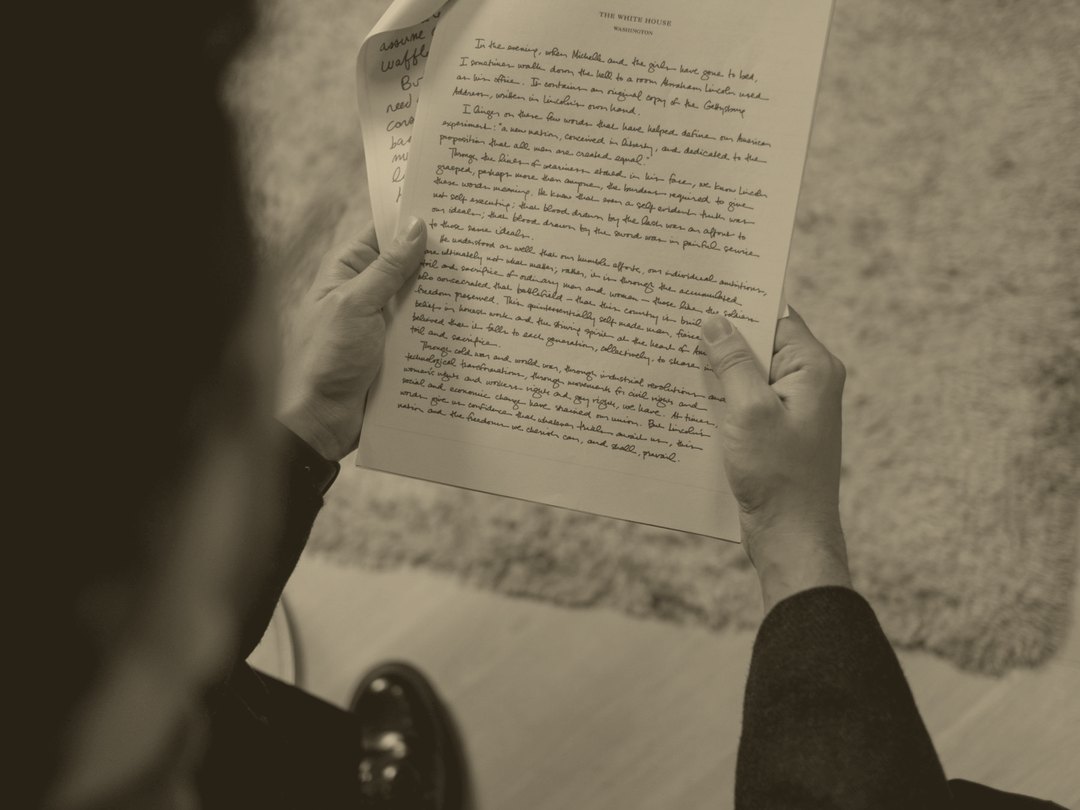 THE WHITE HOUSE
WASHINGTON
In the evening, when Michelle and the girls have gone to bed,
I sometimes walk down the hall to a room Abraham Lincoln used
as his office. It contains an original copy of the Gettysburg
Address, written in Lincoln's own hand.
I linger on these few words that have helped define our American
experiment: "a new nation, conceived in liberty, and dedicated to the
proposition that all men are created equal."
Through the lines of weariness etched in his face, we know Lincoln
grasped, perhaps more than anyone, the burdens required to give
these words meaning. He knew that even a self evident truth was
not self executing; that blood drawn by the lash was an affront to
our ideals; that blood drawn by the sword was in painful service
to those same ideals.
He understood as well that our humble efforts, our individual ambitions,
are ultimately not what matter; rather, it is through the accumulated
toil and sacrifice of ordinary men and women – those like the soldiers
who consecrated that battlefield – that this country is built,
freedom preserved. This quintessentially self made man, fierce
belief in honest work and the striving spirit at the heart of Am
believed that it falls to each generation, collectively, to share in
toil and sacrifice.
Through cold war and world war, through industrial revolutions and
technological transformations, through movements for civil rights and
women's rights and workers rights and gay rights, we have. At times,
social and economic change have strained our union. But Lincoln's
words give us confidence that whatever trials await us, this
nation and the freedoms we cherish can, and shall, prevail.
assume
waffl
Bu
need
cons
ba